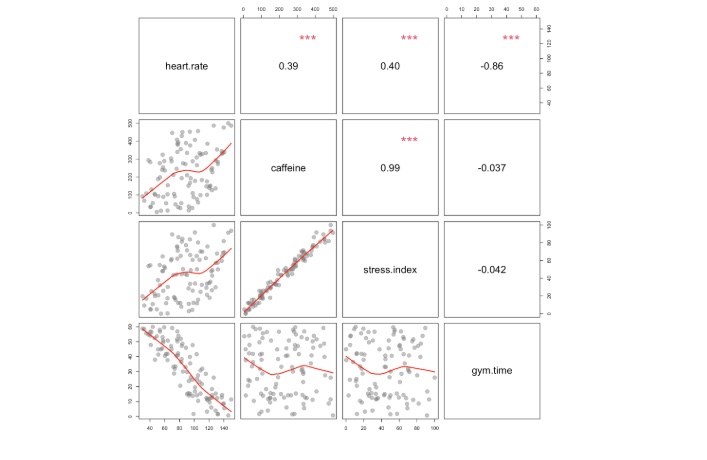 0 100 200 300 400 500
0 10 20 30 40 50 60
*** *** ***
heart.rate 0.39 0.40 -0.86
40 60 80 100 120 140
0 100 200 300 400 500
***
caffeine 0.99 -0.037
stress.index -0.042
0 20 40 60 80 100
0 10 20 30 40 50 60
gym.time
40 60 80 100 120 140
0 20 40 60 80 100